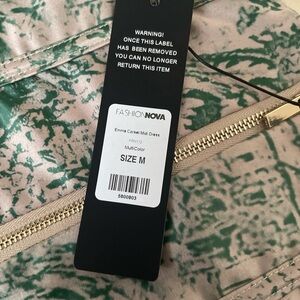 WARNING!
ONCE THIS LABEL
HAS BEEN REMOVED
YOU CAN NO LONGER
RETURN THIS ITEM
FASHIONNOVA
Emma Corset Midi Dress
MultiColor
SIZE M
5800803